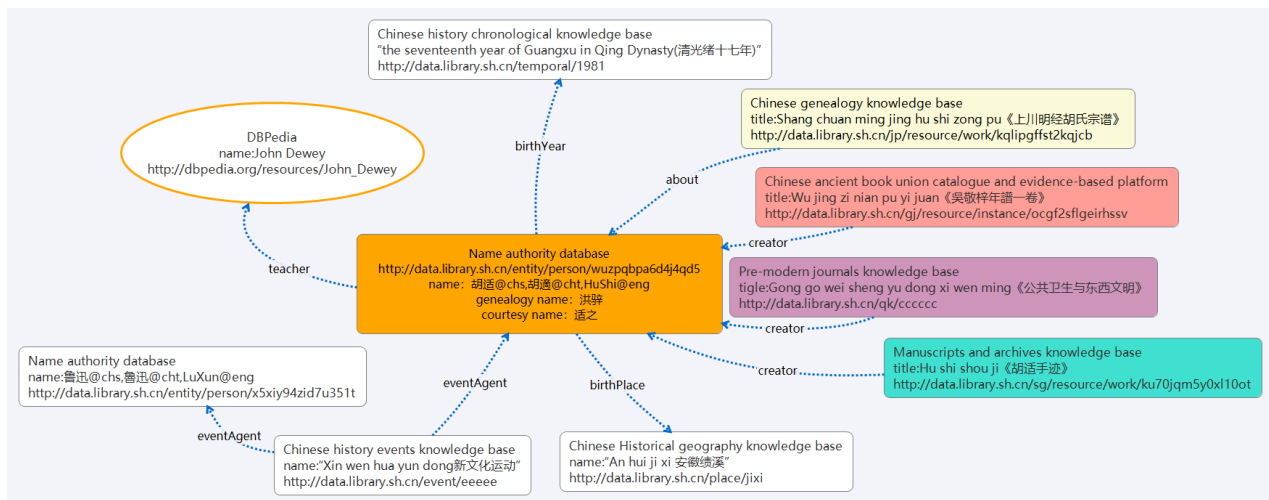 Chinese history chronological knowledge base
“the seventeenth year of Guangxu in Qing Dynasty(清光绪十七年)”
http://data.library.sh.cn/temporal/1981
DBPedia
name:John Dewey
http://dbpedia.org/resources/John_Dewey
birthYear
Chinese genealogy knowledge base
title:Shang chuan ming jing hu shi zong pu《上川明经胡氏宗谱》
http://data.library.sh.cn/jp/resource/work/kqlipgffst2kqjcb
about
Chinese ancient book union catalogue and evidence-based platform
title:Wu jing zi nian pu yi juan《吳敬梓年譜一卷》
http://data.library.sh.cn/gj/resource/instance/ocgf2sflgeirhssv
creator
teacher
Name authority database
http://data.library.sh.cn/entity/person/wuzpqbpa6d4j4qd5
name：胡适@chs,胡適@cht,HuShi@eng
genealogy name：洪骍
courtesy name：适之
Pre-modern journals knowledge base
tigle:Gong go wei sheng yu dong xi wen ming《公共卫生与东西文明》
http://data.library.sh.cn/qk/cccccc
creator
Manuscripts and archives knowledge base
title:Hu shi shou ji《胡适手迹》
http://data.library.sh.cn/sg/resource/work/ku70jqm5y0xl10ot
creator
Name authority database
name:鲁迅@chs,魯迅@cht,LuXun@eng
http://data.library.sh.cn/entity/person/x5xiy94zid7u351t
eventAgent
birthPlace
eventAgent
Chinese history events knowledge base
name:“Xin wen hua yun dong新文化运动”
http://data.library.sh.cn/event/eeeee
Chinese Historical geography knowledge base
name:“An hui ji xi 安徽绩溪”
http://data.library.sh.cn/place/jixi